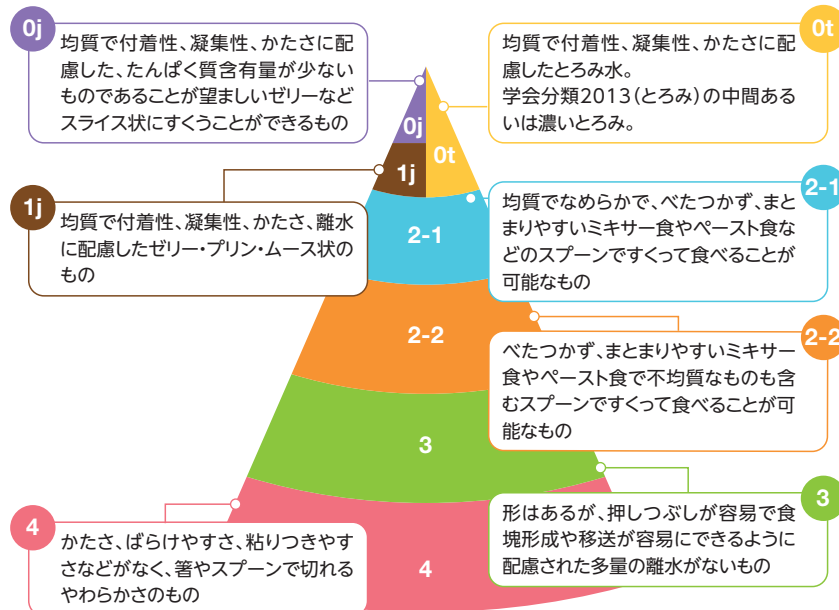 0j
均質で付着性、凝集性、かたさに配
慮した、たんぱく質含有量が少ない
ものであることが望ましいゼリーなど
スライス状にすくうことができるもの
0t
均質で付着性、凝集性、かたさに配
慮したとろみ水。
学会分類2013(とろみ)の中間ある
いは濃いとろみ。
0j
0t
1j
1j
均質で付着性、凝集性、かたさ、離水
に配慮したゼリー・プリン・ムース状の
もの
2-1
均質でなめらかで、べたつかず、まと
まりやすいミキサー食やペースト食な
どのスプーンですくって食べることが
可能なもの
2-1
2-2
2-2
べたつかず、まとまりやすいミキサー
食やペースト食で不均質なものも含
むスプーンですくって食べることが可
能なもの
3
3
形はあるが、押しつぶしが容易で食
塊形成や移送が容易にできるように
配慮された多量の離水がないもの
4
かたさ、ばらけやすさ、粘りつきやす
さなどがなく、箸やスプーンで切れる
やわらかさのもの
4